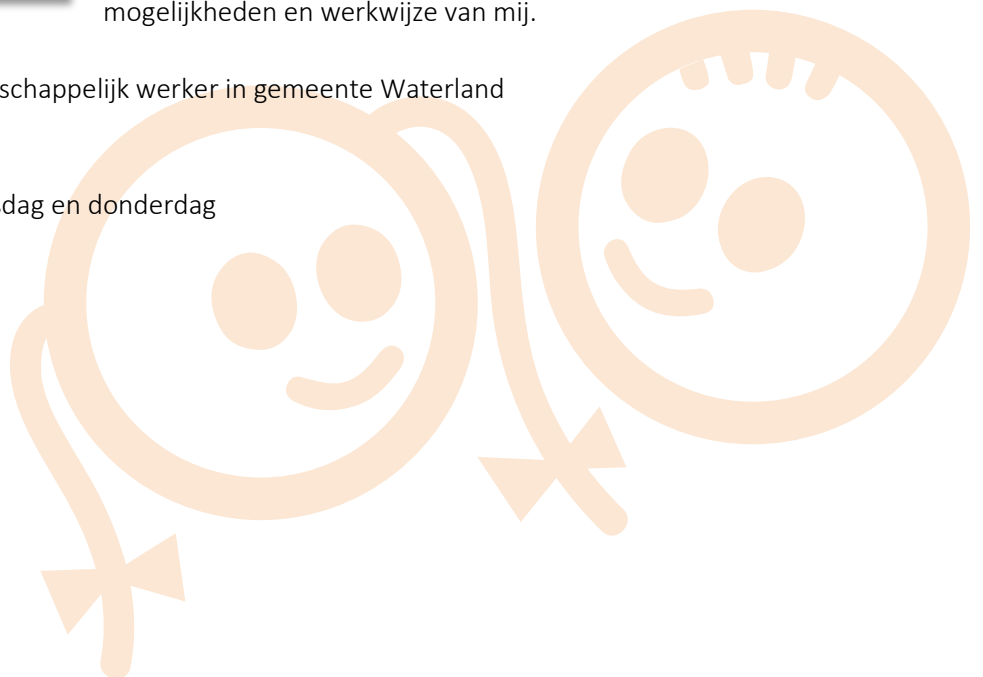 mogelijkheden en werkwijze van mij.
schappelijk werker in gemeente Waterland
dag en donderdag